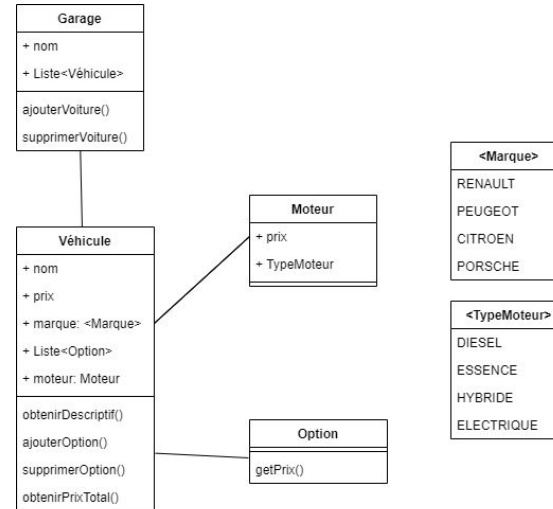 Garage
+ nom
+ Liste<Véhicule>
ajouterVoiture()
supprimerVoiture()
Véhicule
+ nom
+ prix
+ marque: <Marque>
+ Liste<Option>
+ moteur: Moteur
obtenirDescriptif()
ajouterOption()
supprimerOption()
obtenirPrixTotal()
Moteur
+ prix
+ TypeMoteur
Option
getPrix()
<Marque>
RENAULT
PEUGEOT
CITROEN
PORSCHE
<TypeMoteur>
DIESEL
ESSENCE
HYBRIDE
ELECTRIQUE